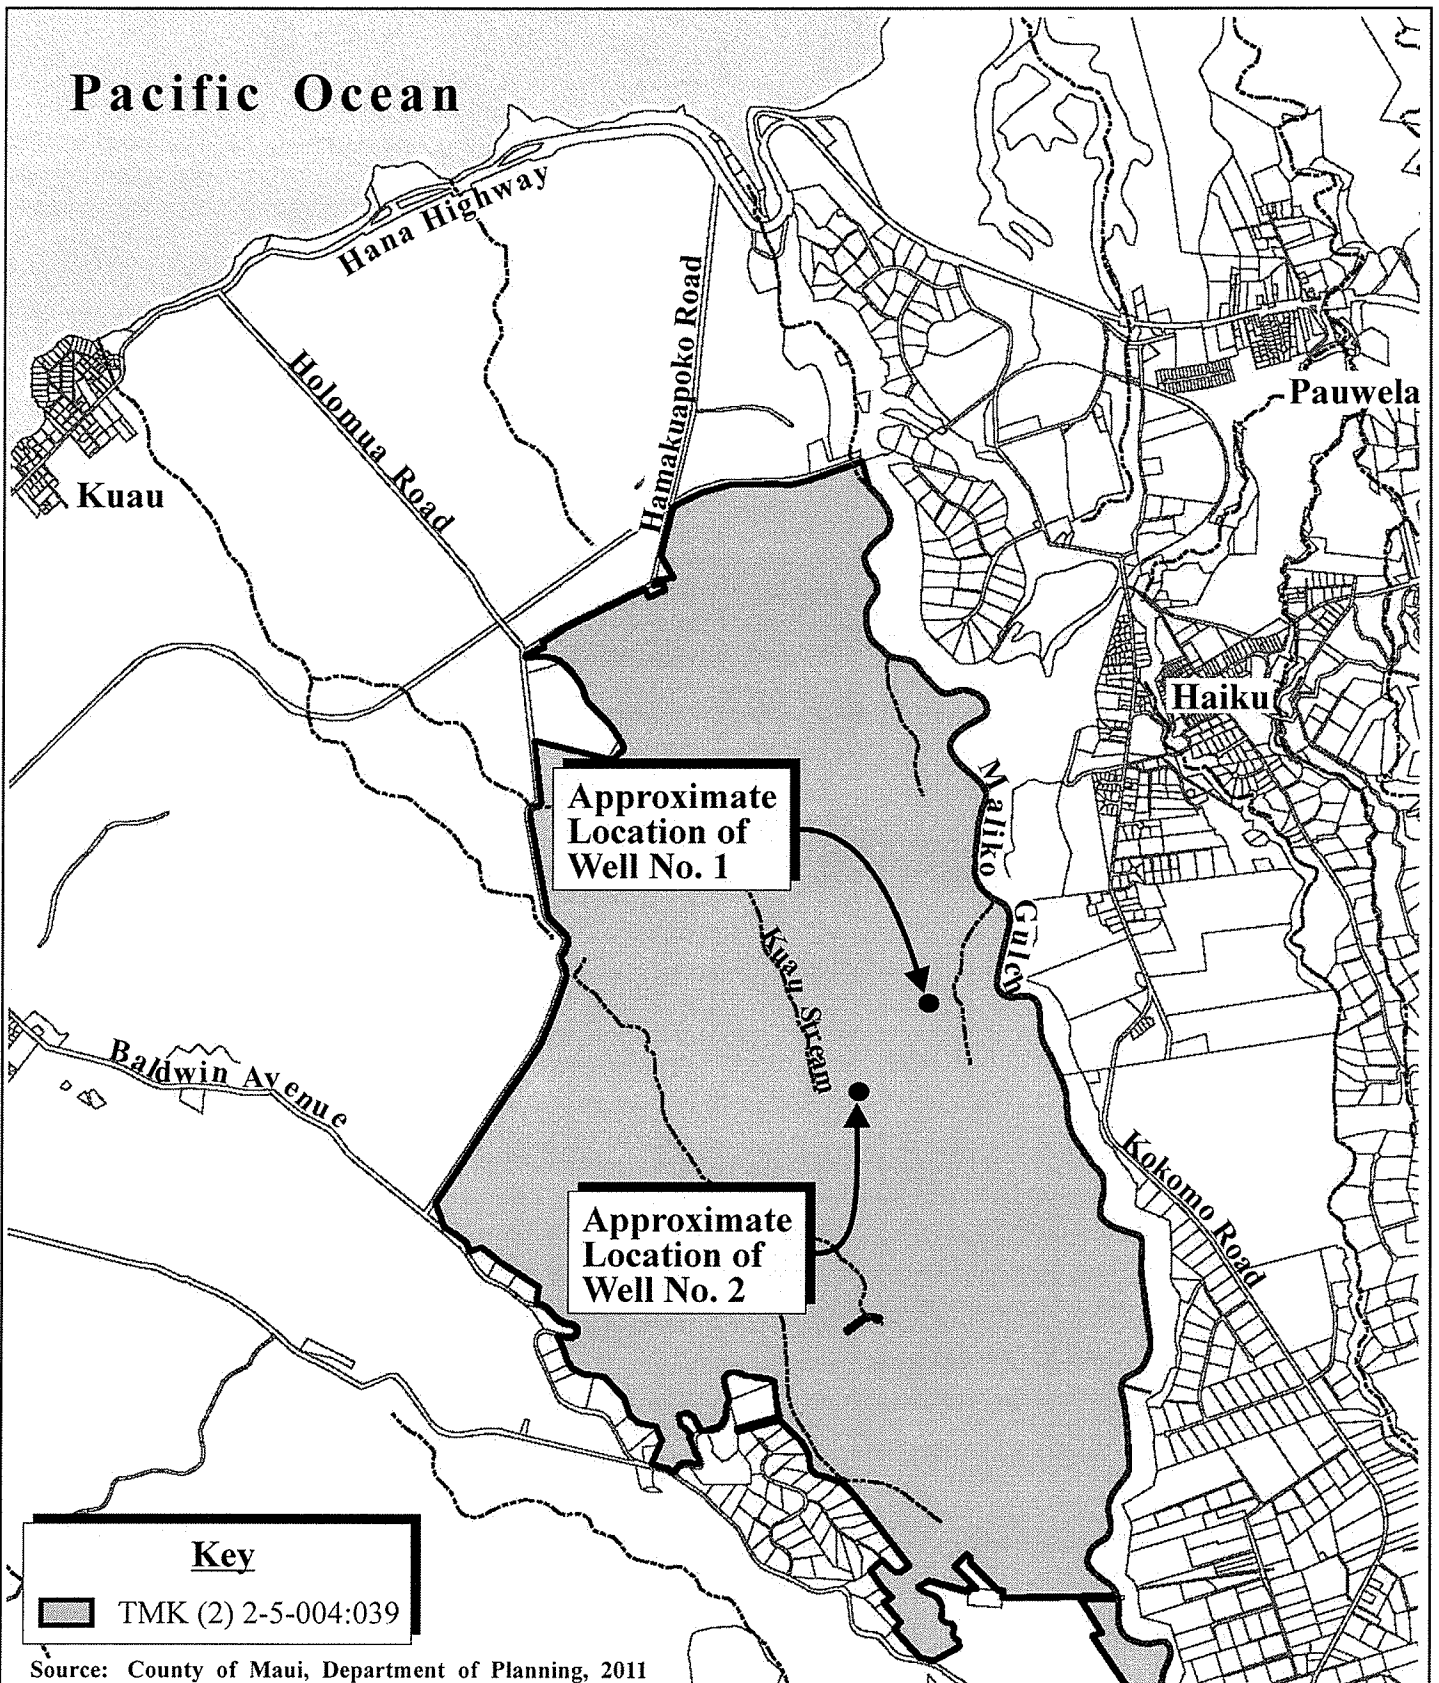 Pacific Ocean
Hana Highway
Hamakuapoko Road
Holomua Road
Pauwela
Kuau
Haiku
Maliko Gulch
Approximate
Location of
Well No. 1
Kuau Stream
Baldwin Avenue
Kokomo Road
Approximate
Location of
Well No. 2
Key
TMK (2) 2-5-004:039
Source: County of Maui, Department of Planning, 2011